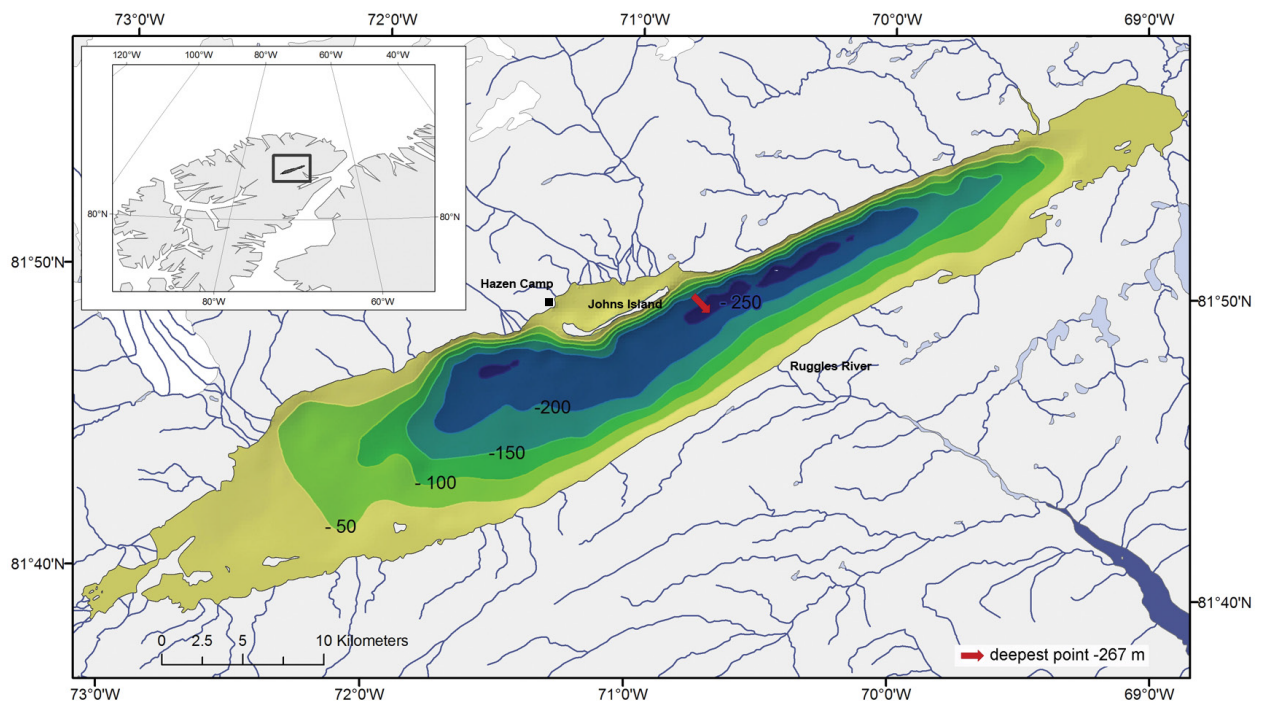 73°0'W 72°0'W 71°0'W 70°0'W 69°0'W
120°W 100°W 80°W 60°W 40°W
80°N 80°N
80°W 60°W
81°50'N
81°50'N
Hazen Camp
Johns Island
- 250
Ruggles River
-200
-150
- 100
- 50
81°40'N
81°40'N
0 2.5 5 10 Kilometers
deepest point -267 m
73°0'W 72°0'W 71°0'W 70°0'W 69°0'W